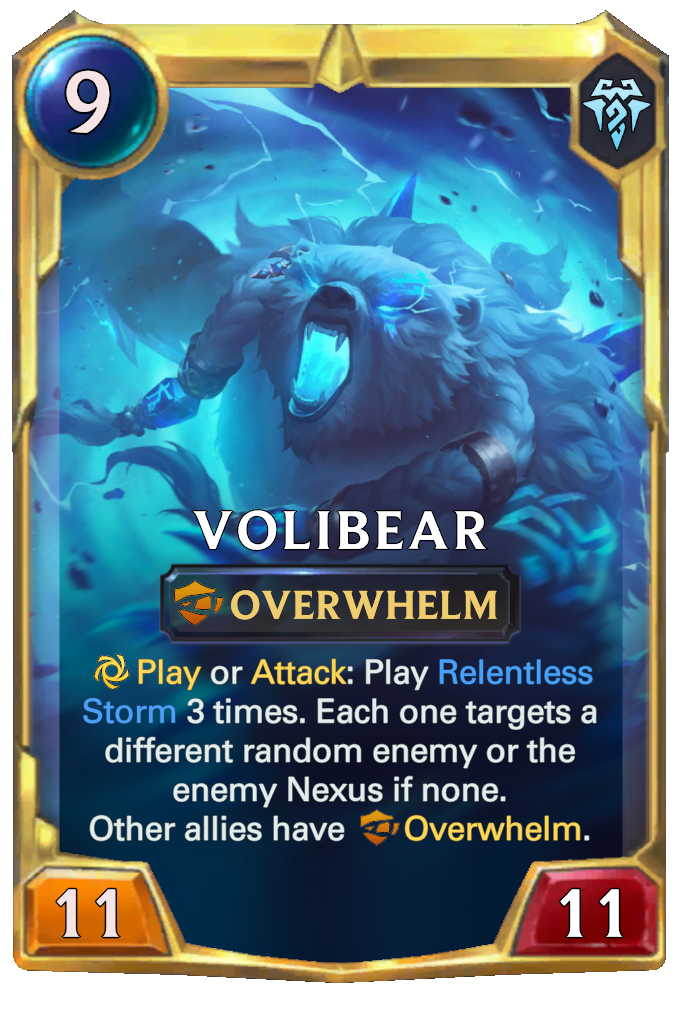 9
VOLIBEAR
OVERWHELM
Play or Attack: Play Relentless
Storm 3 times. Each one targets a
different random enemy or the
enemy Nexus if none.
Other allies have Overwhelm.
11
11